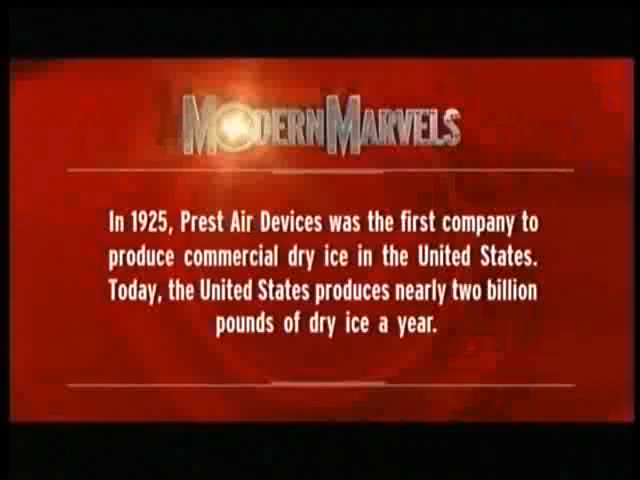 MODERN MARVELS
In 1925, Prest Air Devices was the first company to
produce commercial dry ice in the United States.
Today, the United States produces nearly two billion
pounds of dry ice a year.